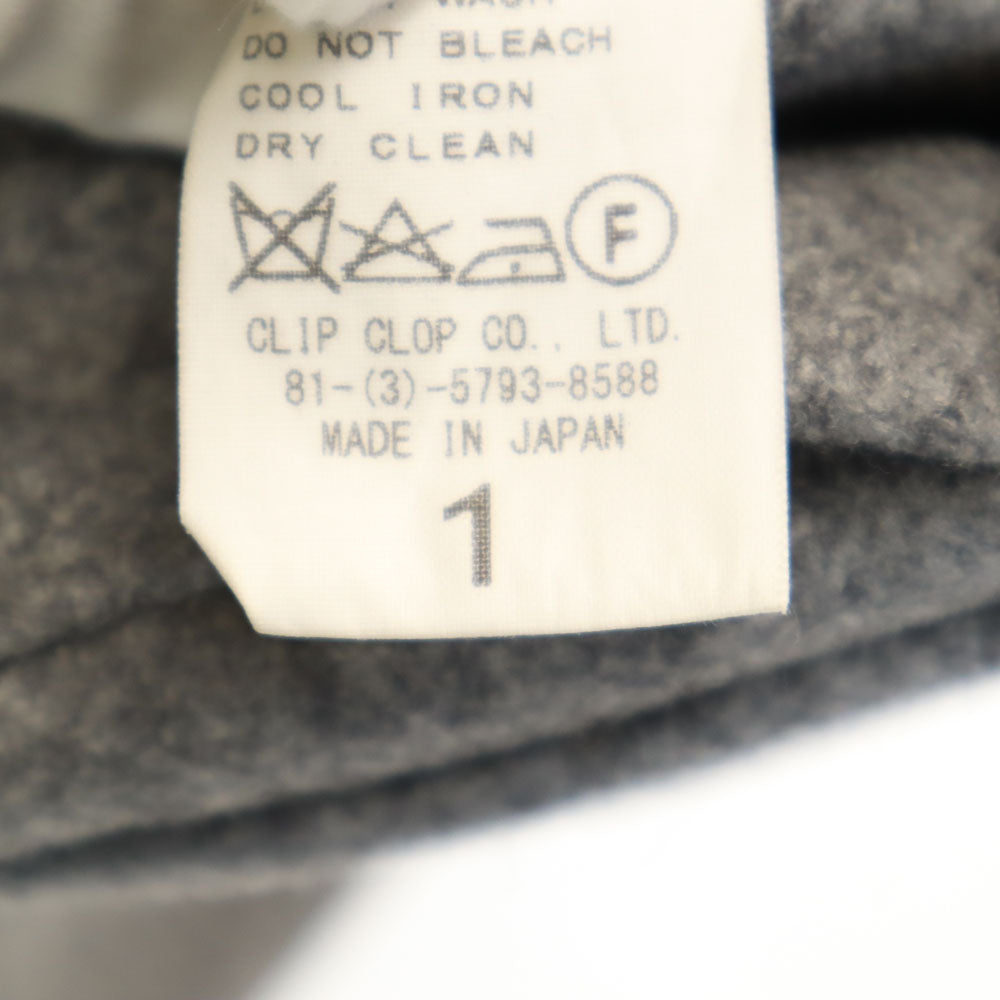 WASH
DO NOT BLEACH
COOL IRON
DRY CLEAN
F
CLIP CLOP CO., LTD.
81-(3)-5793-8588
MADE IN JAPAN
1